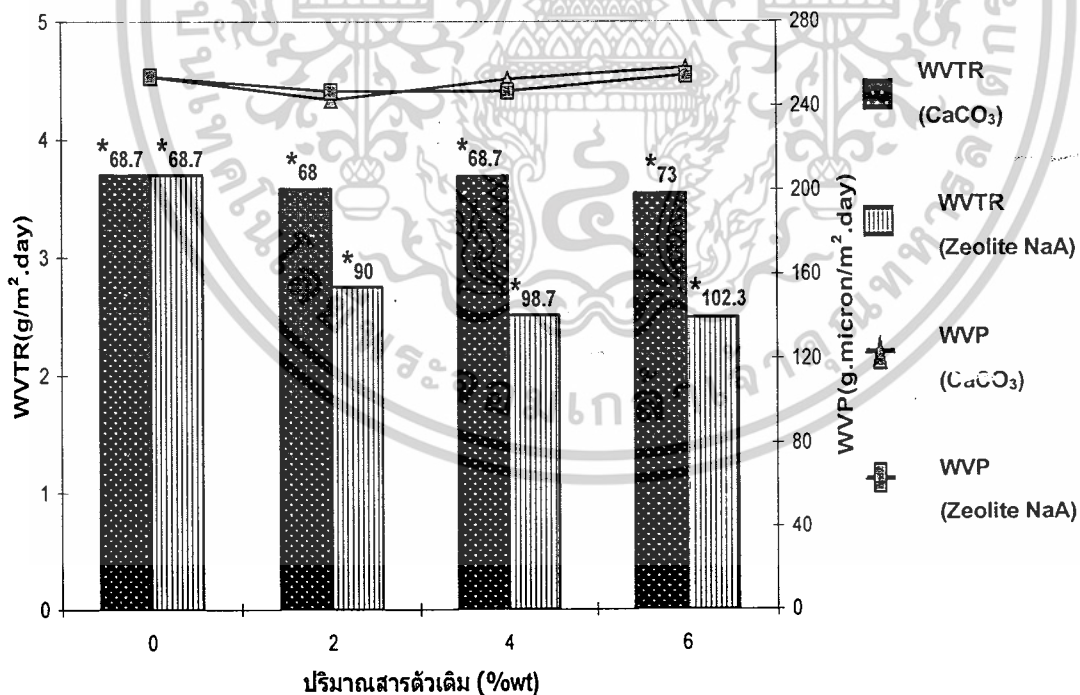 5
4
3
2
1
0
WVTR(g/m².day)
*68.7
*68.7
*68
*90
*68.7
*98.7
*73
*102.3
280
240
200
160
120
80
40
0
WVP(g.micron/m².day)
0
2
4
6
ปริมาณสารตัวเติม (%wt)
WVTR
(CaCO₃)
WVTR
(Zeolite NaA)
WVP
(CaCO₃)
WVP
(Zeolite NaA)